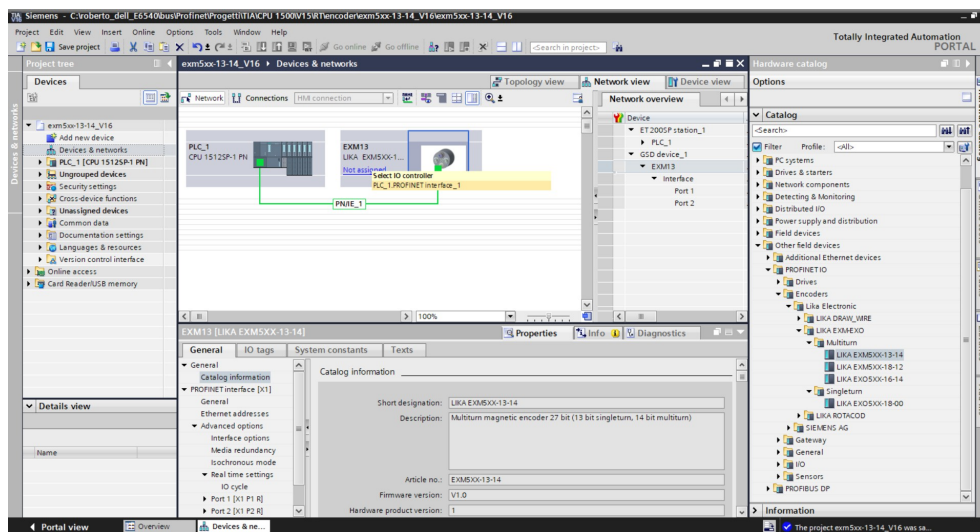 Siemens - C:\roberto_dell_E6540\bus\Profinet\Progetti\TIA\CPU 1500\V15\RT\encoder\exm5xx-13-14_V16\exm5xx-13-14_V16
Project Edit View Insert Online Options Tools Window Help
Totally Integrated Automation
PORTAL
Save project
Go online
Go offline
<Search in project>
Project tree
exm5xx-13-14_V16 ▸ Devices & networks
Hardware catalog
Devices
Topology view
Network view
Device view
Options
Network
Connections
HMI connection
Network overview
Devices & networks
exm5xx-13-14_V16
Add new device
Devices & networks
PLC_1 [CPU 1512SP-1 PN]
Ungrouped devices
Security settings
Cross-device functions
Unassigned devices
Common data
Documentation settings
Languages & resources
Version control interface
Online access
Card Reader/USB memory
PLC_1
CPU 1512SP-1 PN
EXM13
LIKA EXM5XX-1...
Not assigned
Select IO controller
PLC_1.PROFINET interface_1
PN/IE_1
100%
Device
ET200SP station_1
PLC_1
GSD device_1
EXM13
Interface
Port 1
Port 2
Catalog
<Search>
Filter
Profile:
<All>
PC systems
Drives & starters
Network components
Detecting & Monitoring
Distributed I/O
Power supply and distribution
Field devices
Other field devices
Additional Ethernet devices
PROFINET IO
Drives
Encoders
Lika Electronic
LIKA DRAW_WIRE
LIKA EXM-EXO
Multiturn
LIKA EXM5XX-13-14
LIKA EXM5XX-18-12
LIKA EXO5XX-16-14
Singleturn
LIKA EXO5XX-18-00
LIKA ROTACOD
SIEMENS AG
Gateway
General
I/O
Sensors
PROFIBUS DP
Information
EXM13 [LIKA EXM5XX-13-14]
Properties
Info
Diagnostics
General
IO tags
System constants
Texts
General
Catalog information
PROFINET interface [X1]
General
Ethernet addresses
Advanced options
Interface options
Media redundancy
Isochronous mode
Real time settings
IO cycle
Port 1 [X1 P1 R]
Port 2 [X1 P2 R]
Catalog information
Short designation: LIKA EXM5XX-13-14
Description: Multiturn magnetic encoder 27 bit (13 bit singleturn, 14 bit multiturn)
Article no.: EXM5XX-13-14
Firmware version: V1.0
Hardware product version: 1
Details view
Name
Portal view
Overview
Devices & ne...
The project exm5xx-13-14_V16 was sa...